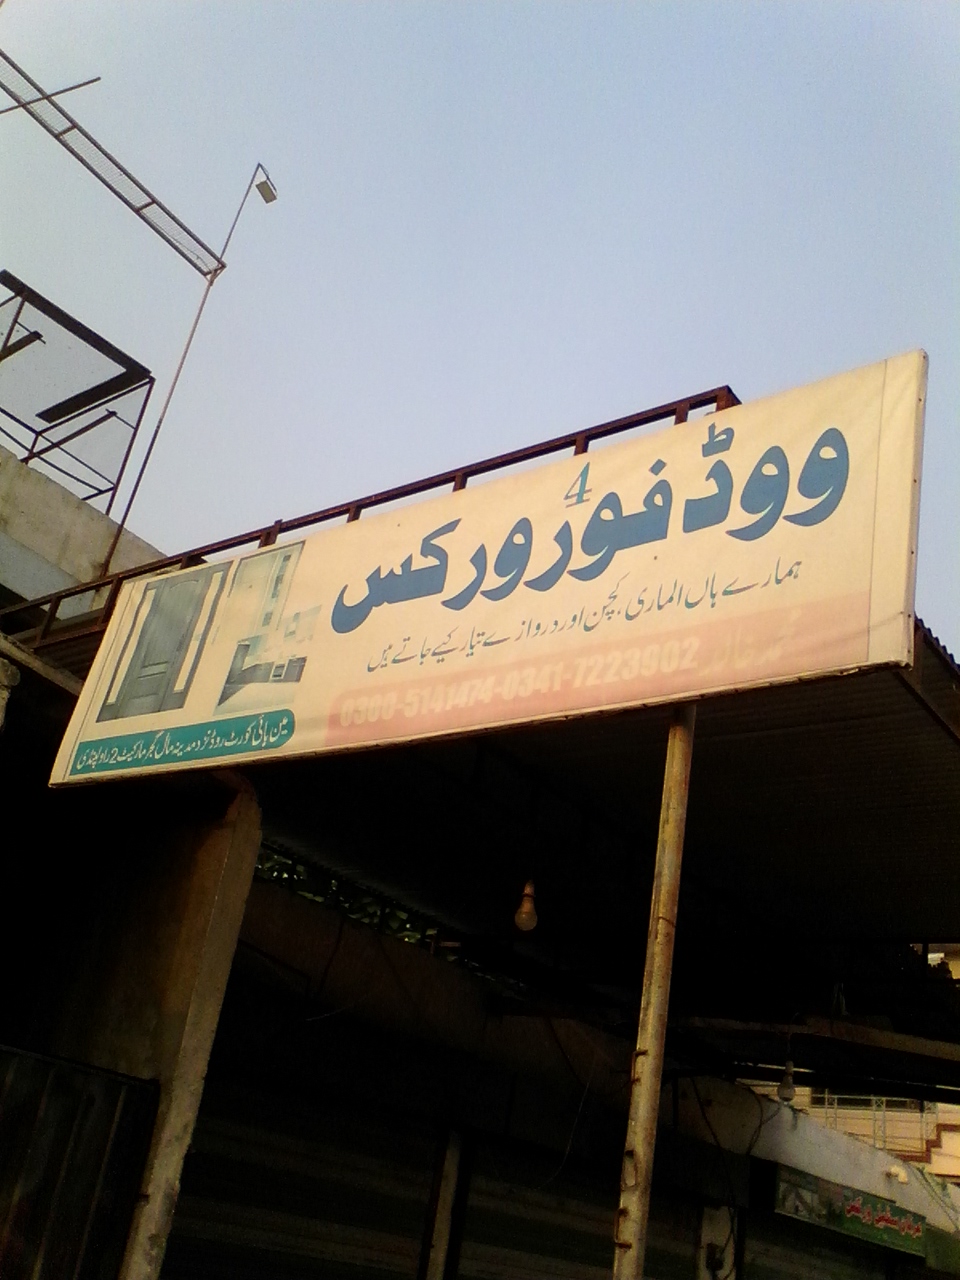 4
ووڈ فور ورکس
ہمارے ہاں الماری، کچن اور دروازے تیار کیے جاتے ہیں
0300-5141474-0341-7223902
مین ہائی کورٹ روڈ نزد مدینہ مال گجر مارکیٹ 2 راولپنڈی